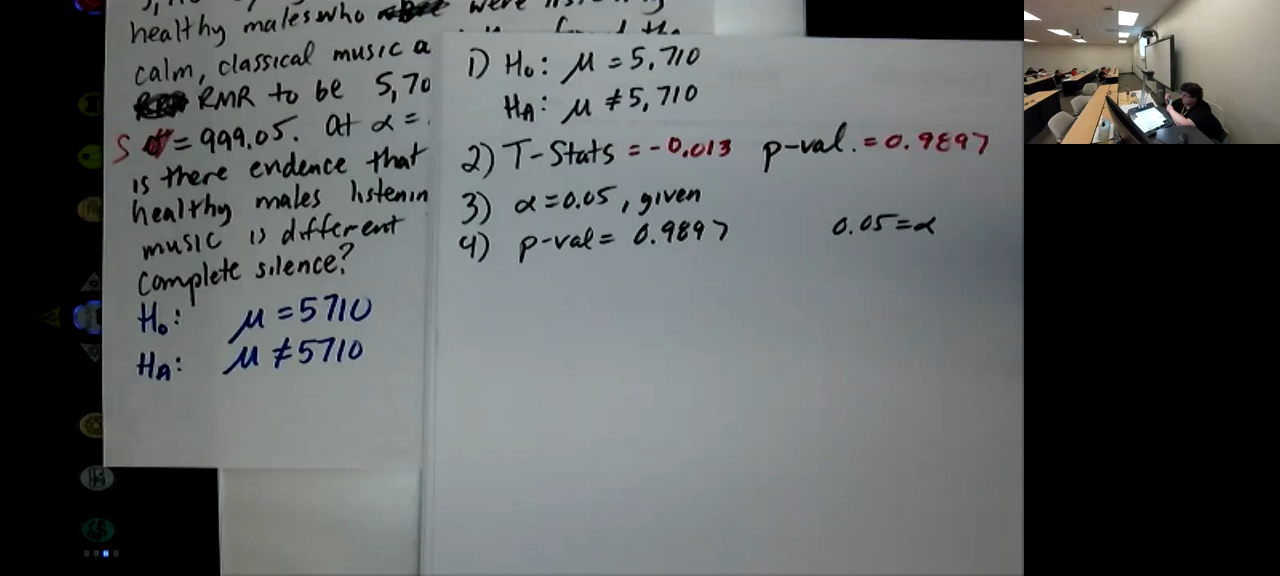 healthy males who were
calm, classical music a
RMR to be 5,70
S = 999.05. At α = .
is there endence that
healthy males listenin
music is different
complete silence?
H₀: μ = 5710
HA: μ ≠ 5710
1) H₀: μ = 5,710
HA: μ ≠ 5,710
2) T-Stats = -0.013 p-val. = 0.9897
3) α = 0.05, given
4) p-val = 0.9897 0.05 = α